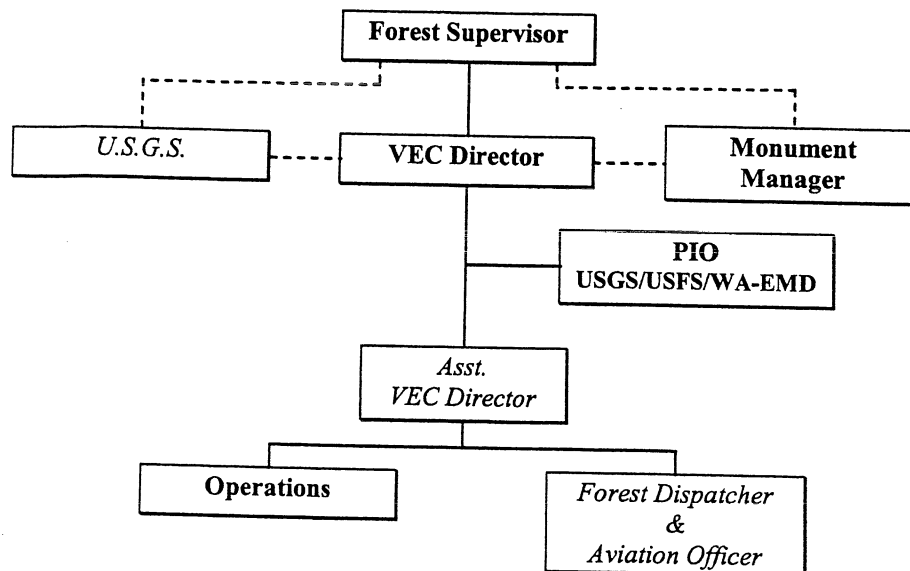 Forest Supervisor
U.S.G.S.
VEC Director
Monument
Manager
PIO
USGS/USFS/WA-EMD
Asst.
VEC Director
Operations
Forest Dispatcher
&
Aviation Officer